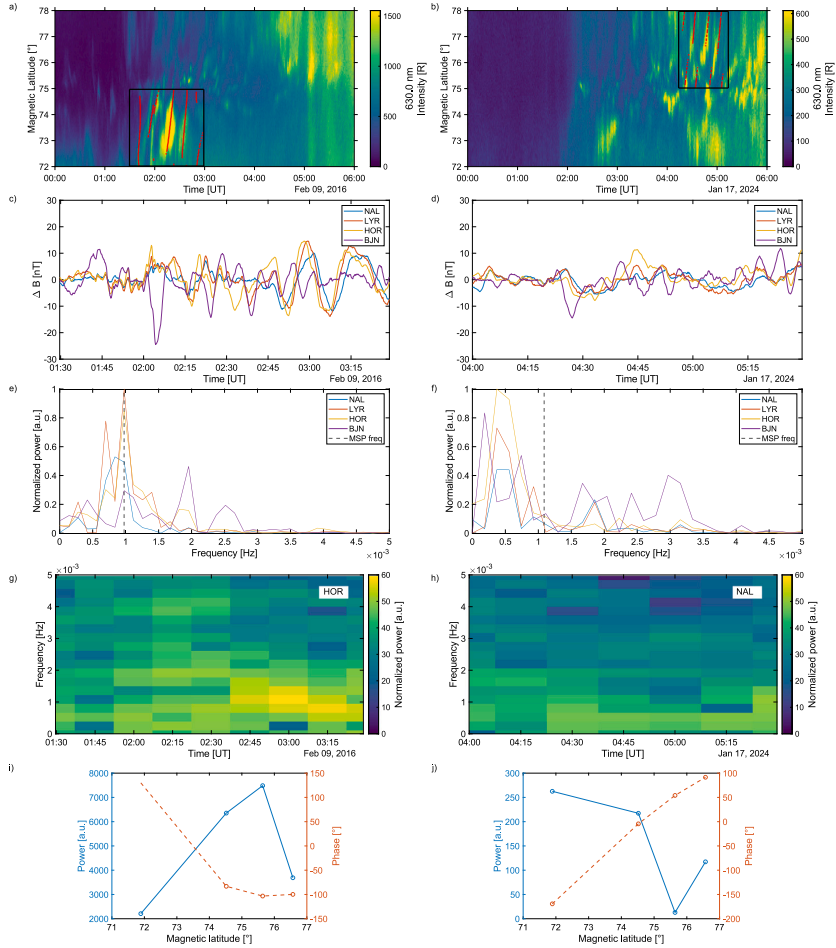 a)
78
77
76
75
74
73
72
Magnetic Latitude [°]
00:00 01:00 02:00 03:00 04:00 05:00 06:00
Time [UT]
Feb 09, 2016
1500
1000
500
0
630.0 nm
Intensity [R]
b)
78
77
76
75
74
73
72
Magnetic Latitude [°]
00:00 01:00 02:00 03:00 04:00 05:00 06:00
Time [UT]
Jan 17, 2024
600
500
400
300
200
100
0
630.0 nm
Intensity [R]
c)
30
20
10
0
-10
-20
-30
Δ B [nT]
NAL
LYR
HOR
BJN
01:30 01:45 02:00 02:15 02:30 02:45 03:00 03:15
Time [UT]
Feb 09, 2016
d)
30
20
10
0
-10
-20
-30
Δ B [nT]
NAL
LYR
HOR
BJN
04:00 04:15 04:30 04:45 05:00 05:15
Time [UT]
Jan 17, 2024
e)
1
0.8
0.6
0.4
0.2
0
Normalized power [a.u.]
NAL
LYR
HOR
BJN
MSP freq
0 0.5 1 1.5 2 2.5 3 3.5 4 4.5 5
Frequency [Hz]
×10⁻³
f)
1
0.8
0.6
0.4
0.2
0
Normalized power [a.u.]
NAL
LYR
HOR
BJN
MSP freq
0 0.5 1 1.5 2 2.5 3 3.5 4 4.5 5
Frequency [Hz]
×10⁻³
g)
×10⁻³
5
4
3
2
1
0
Frequency [Hz]
HOR
01:30 01:45 02:00 02:15 02:30 02:45 03:00 03:15
Time [UT]
Feb 09, 2016
60
50
40
30
20
10
0
Normalized power [a.u.]
h)
×10⁻³
5
4
3
2
1
0
Frequency [Hz]
NAL
04:00 04:15 04:30 04:45 05:00 05:15
Time [UT]
Jan 17, 2024
60
50
40
30
20
10
0
Normalized power [a.u.]
i)
8000
7000
6000
5000
4000
3000
2000
Power [a.u.]
150
100
50
0
-50
-100
-150
Phase [°]
71 72 73 74 75 76 77
Magnetic latitude [°]
j)
300
250
200
150
100
50
0
Power [a.u.]
100
50
0
-50
-100
-150
-200
Phase [°]
71 72 73 74 75 76 77
Magnetic latitude [°]